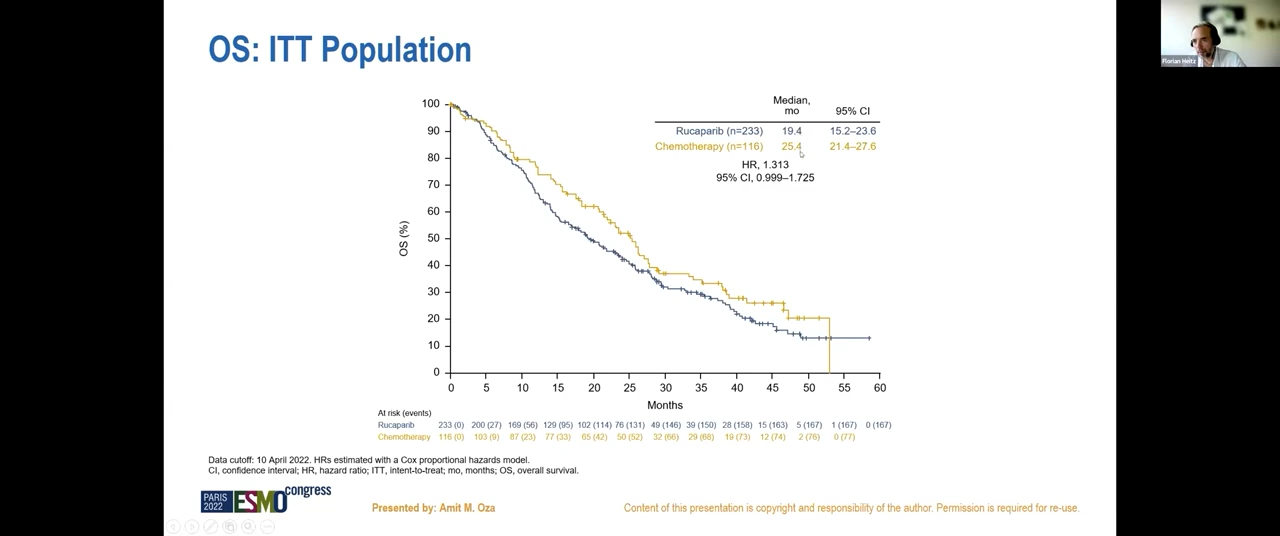 OS: ITT Population
Florian Heitz
Median, mo
95% CI
Rucaparib (n=233) 19.4 15.2–23.6
Chemotherapy (n=116) 25.4 21.4–27.6
HR, 1.313
95% CI, 0.999–1.725
OS (%)
100
90
80
70
60
50
40
30
20
10
0
0 5 10 15 20 25 30 35 40 45 50 55 60
Months
At risk (events)
Rucaparib 233 (0) 200 (27) 169 (56) 129 (95) 102 (114) 76 (131) 49 (146) 39 (150) 28 (158) 15 (163) 5 (167) 1 (167) 0 (167)
Chemotherapy 116 (0) 103 (9) 87 (23) 77 (33) 65 (42) 50 (52) 32 (66) 29 (68) 19 (73) 12 (74) 2 (76) 0 (77)
Data cutoff: 10 April 2022. HRs estimated with a Cox proportional hazards model.
CI, confidence interval; HR, hazard ratio; ITT, intent-to-treat; mo, months; OS, overall survival.
PARIS 2022 ESMO congress
Presented by: Amit M. Oza
Content of this presentation is copyright and responsibility of the author. Permission is required for re-use.